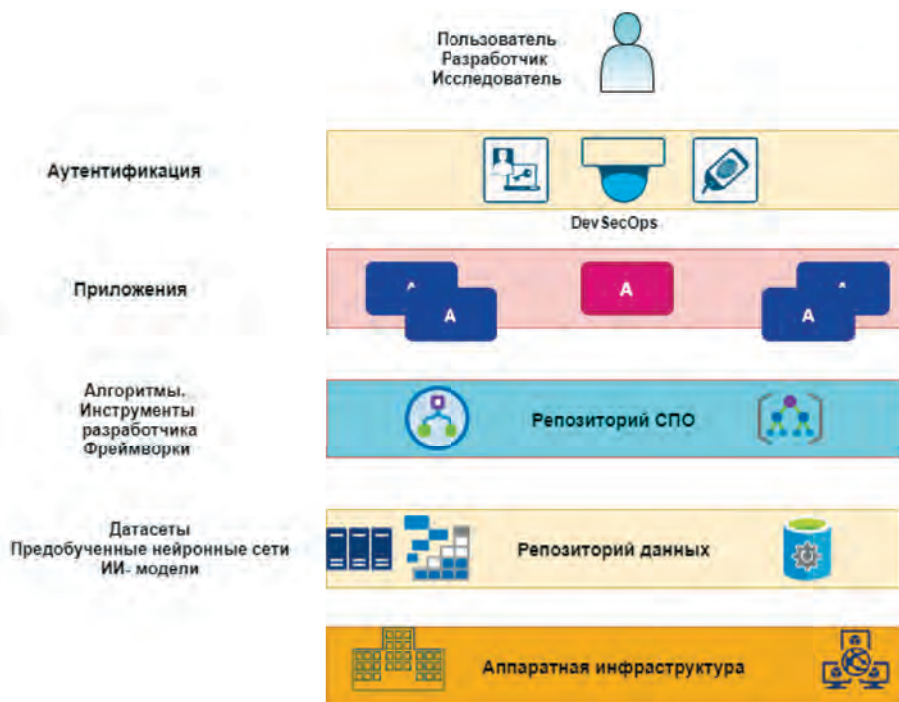 Пользователь
Разработчик
Исследователь
Аутентификация
DevSecOps
Приложения
A
A
A
A
A
Алгоритмы.
Инструменты
разработчика
Фреймворки
Репозиторий СПО
Датасеты
Предобученные нейронные сети
ИИ- модели
Репозиторий данных
Аппаратная инфраструктура